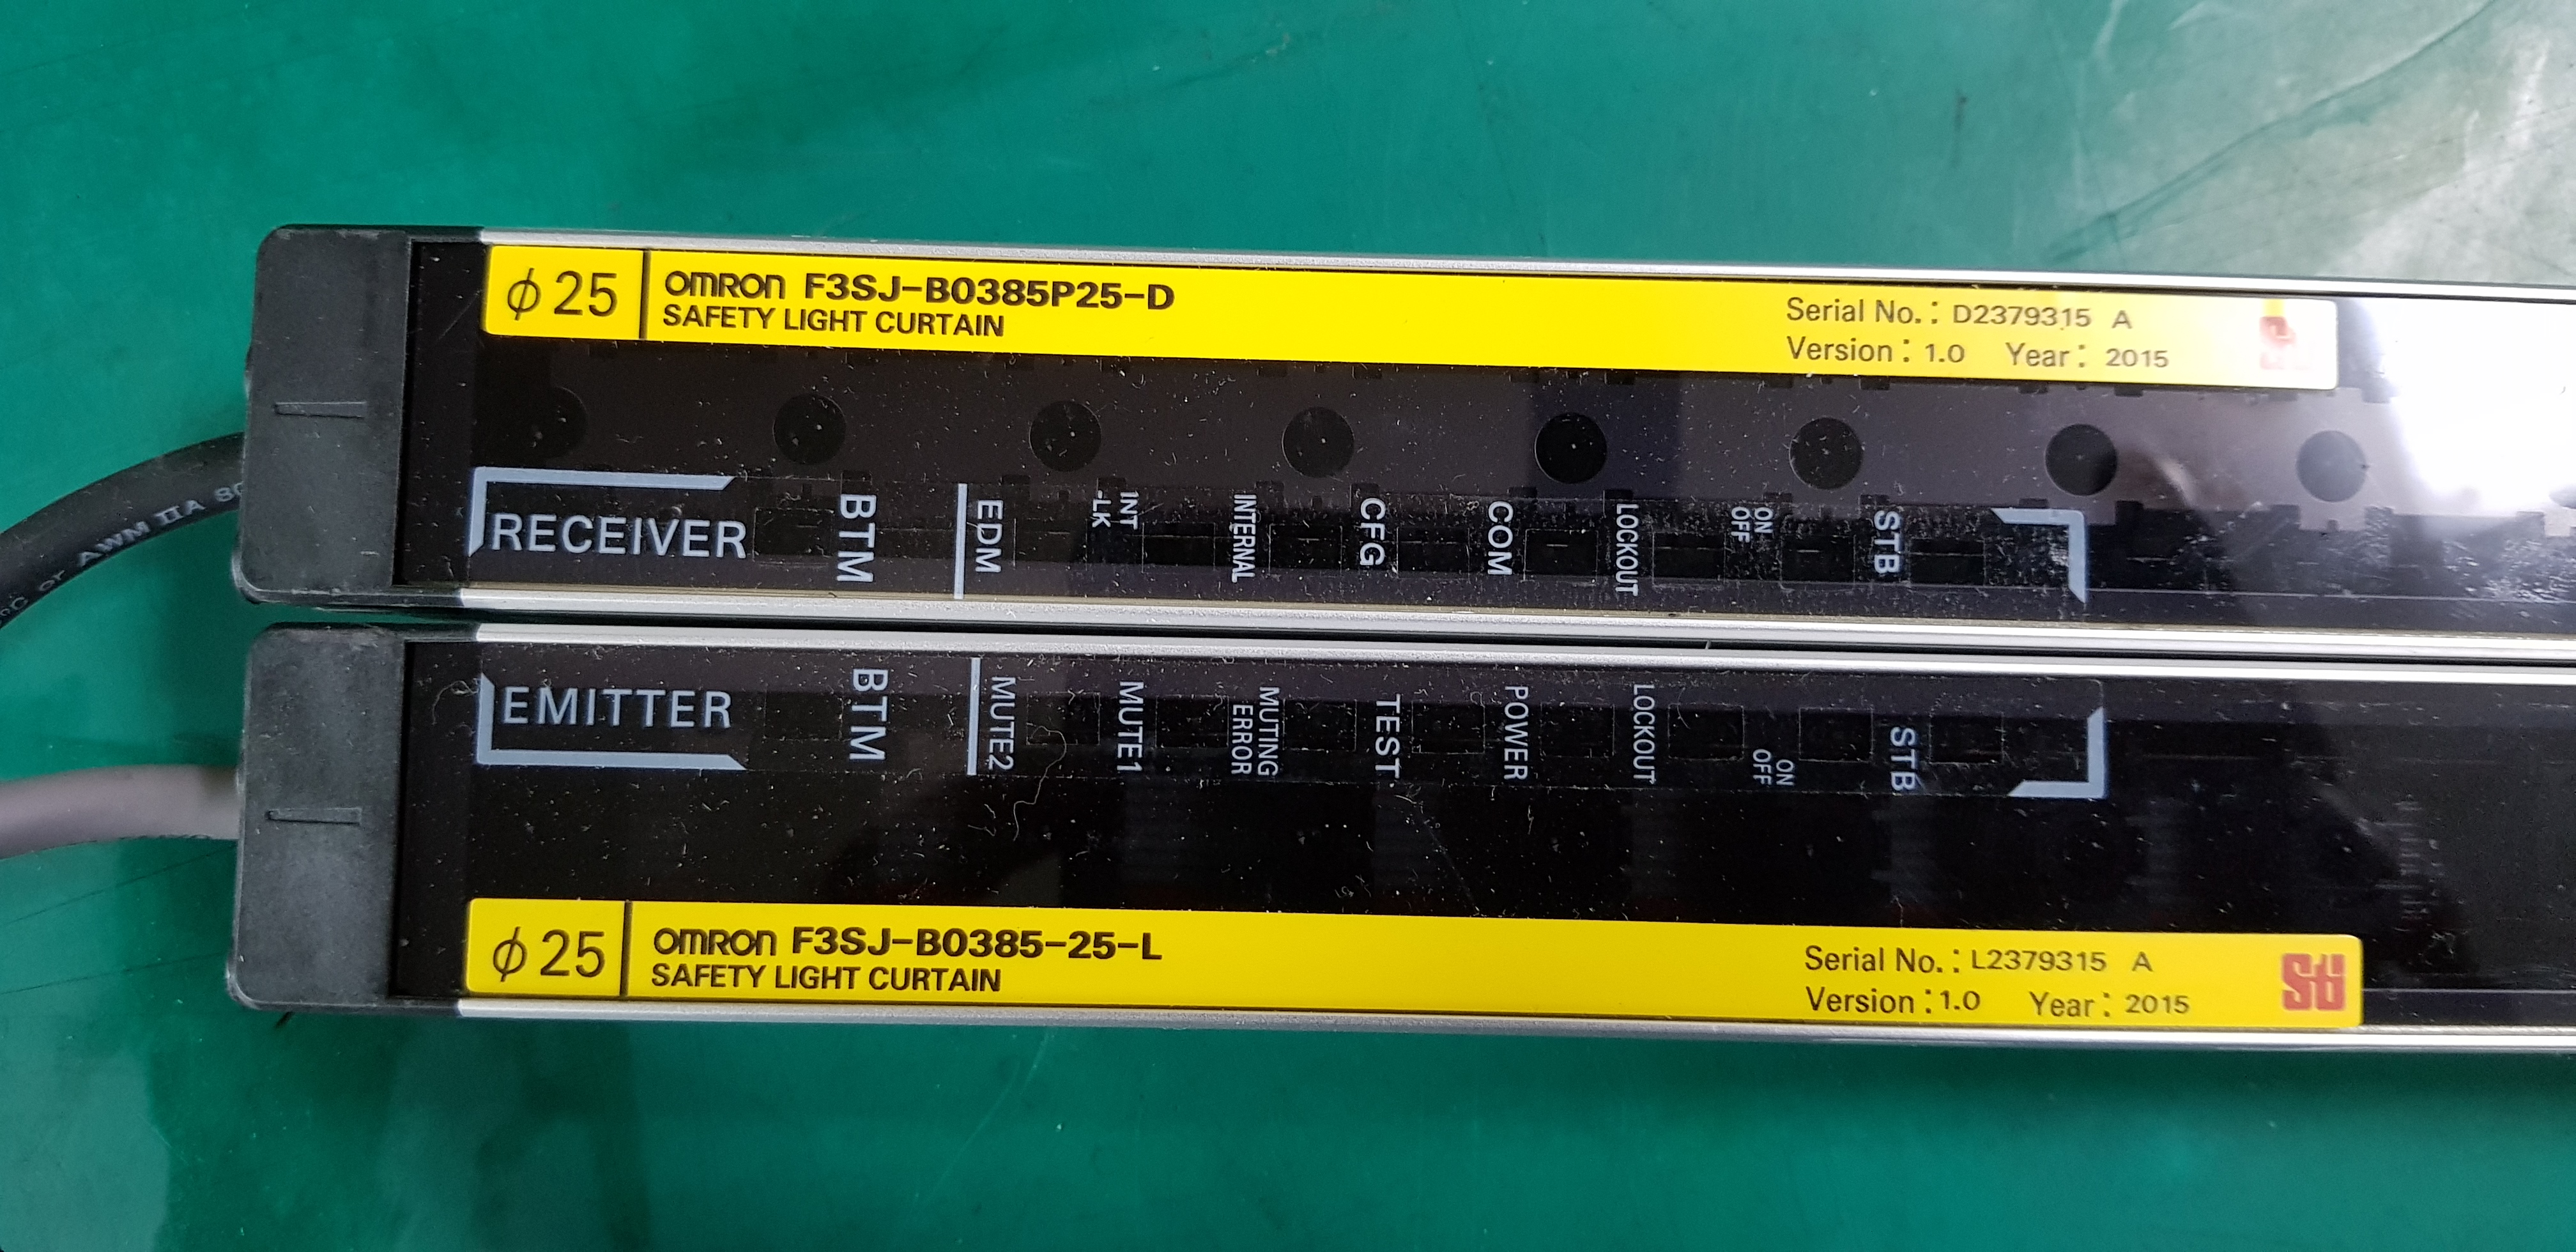 φ25
omron F3SJ-B0385P25-D
SAFETY LIGHT CURTAIN
Serial No.: D2379315 A
Version: 1.0 Year: 2015
Sti
AWM IIA 80
RECEIVER
BTM
EDM
INT
-LK
INTERNAL
CFG
COM
LOCKOUT
ON
OFF
STB
EMITTER
BTM
MUTE2
MUTE1
MUTING
ERROR
TEST
POWER
LOCKOUT
ON
OFF
STB
φ25
omron F3SJ-B0385-25-L
SAFETY LIGHT CURTAIN
Serial No.: L2379315 A
Version: 1.0 Year: 2015
Sti